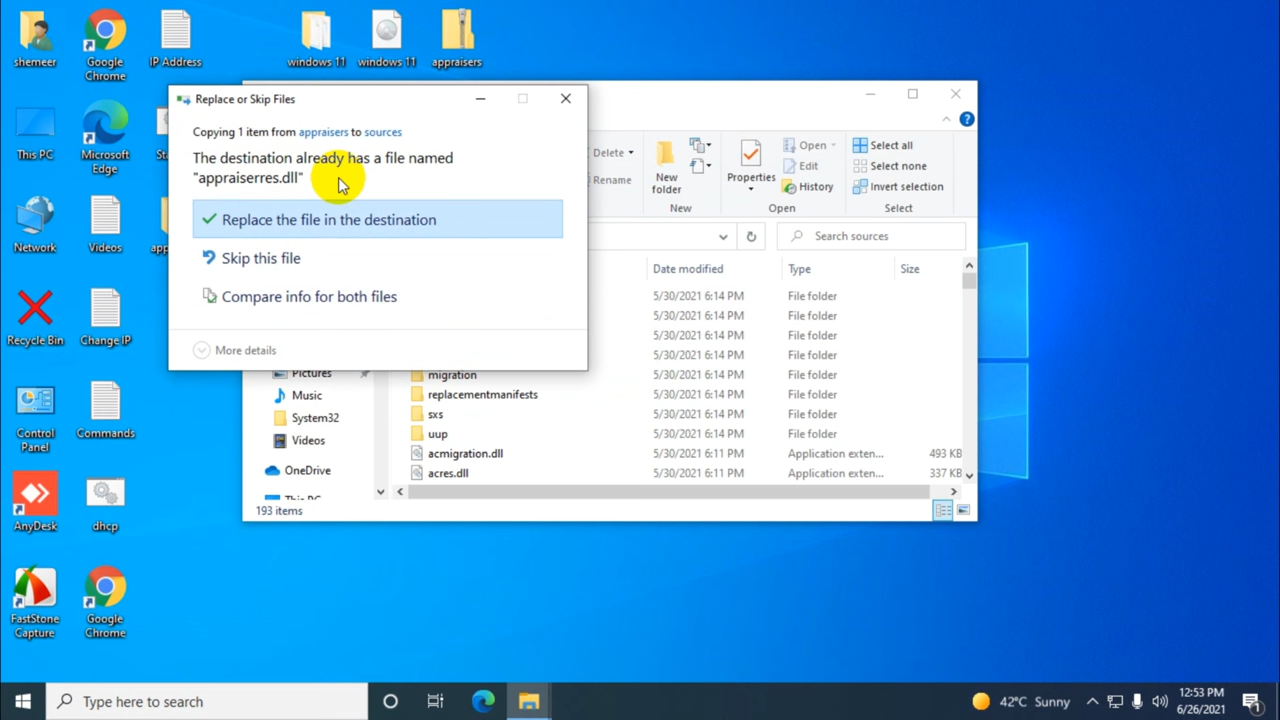 shemeer
Google
Chrome
IP Address
windows 11
windows 11
appraisers
This PC
Microsoft
Edge
Network
Videos
Recycle Bin
Change IP
Control
Panel
Commands
AnyDesk
dhcp
FastStone
Capture
Google
Chrome
Replace or Skip Files
Copying 1 item from appraisers to sources
The destination already has a file named
"appraiserres.dll"
Replace the file in the destination
Skip this file
Compare info for both files
More details
Delete
Rename
New
folder
New
Properties
Open
Edit
History
Open
Select all
Select none
Invert selection
Select
Search sources
Date modified Type Size
5/30/2021 6:14 PM File folder
5/30/2021 6:14 PM File folder
5/30/2021 6:14 PM File folder
5/30/2021 6:14 PM File folder
migration 5/30/2021 6:14 PM File folder
replacementmanifests 5/30/2021 6:14 PM File folder
sxs 5/30/2021 6:14 PM File folder
uup 5/30/2021 6:14 PM File folder
acmigration.dll 5/30/2021 6:11 PM Application exten... 493 KB
acres.dll 5/30/2021 6:11 PM Application exten... 337 KB
Pictures
Music
System32
Videos
OneDrive
This PC
193 items
Type here to search
42°C Sunny
12:53 PM
6/26/2021
1